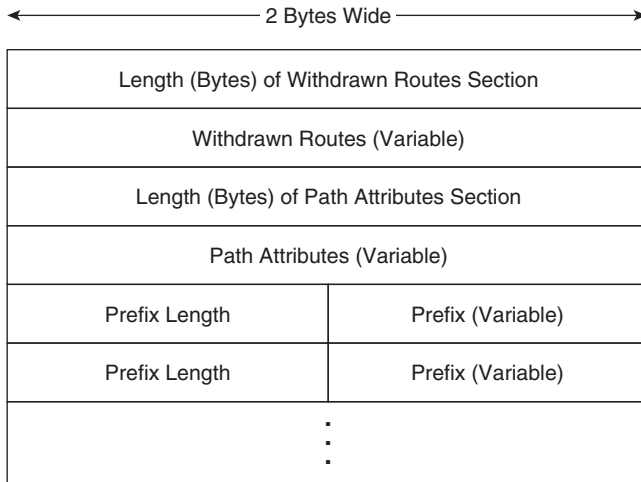 2 Bytes Wide
Length (Bytes) of Withdrawn Routes Section
Withdrawn Routes (Variable)
Length (Bytes) of Path Attributes Section
Path Attributes (Variable)
Prefix Length Prefix (Variable)
Prefix Length Prefix (Variable)